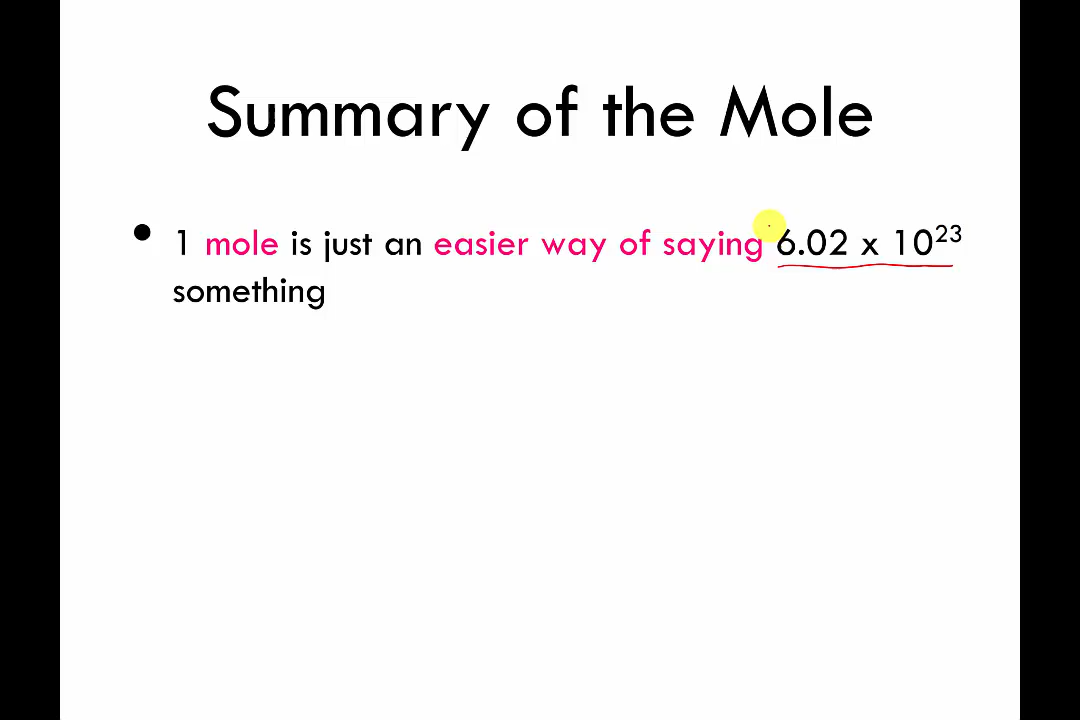 Summary of the Mole
• 1 mole is just an easier way of saying 6.02 x 10²³
something